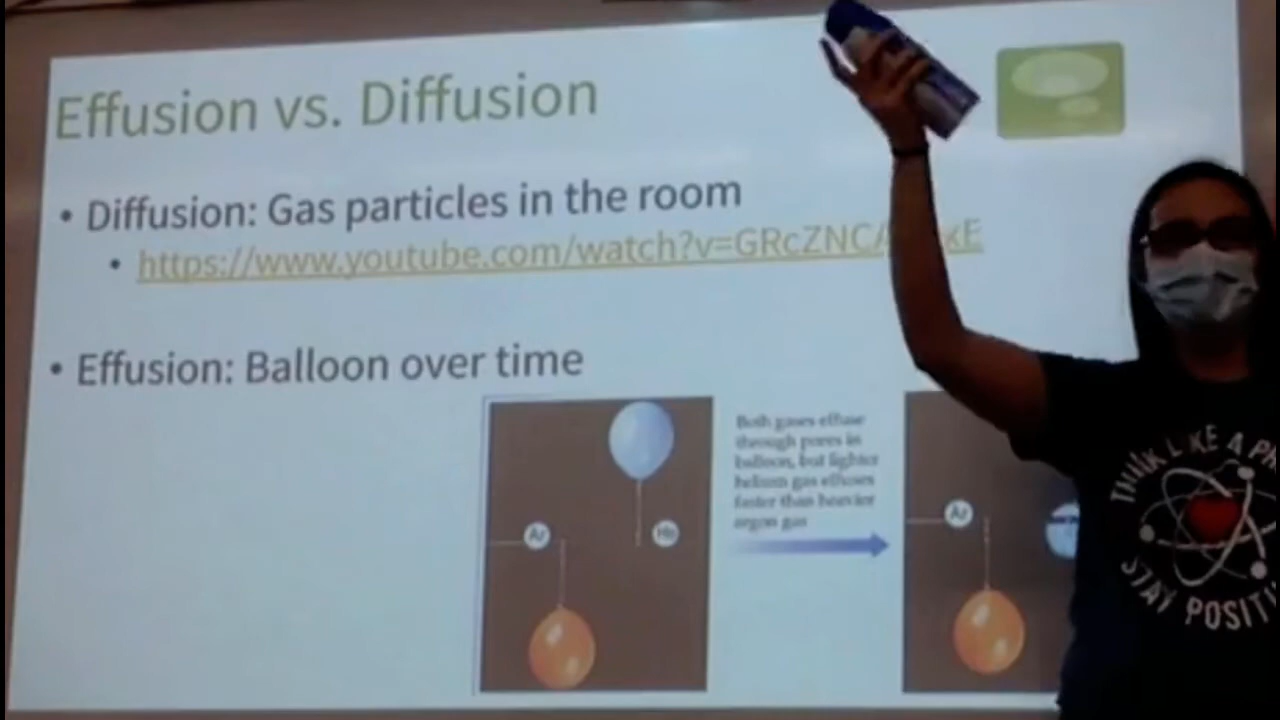 Effusion vs. Diffusion
• Diffusion: Gas particles in the room
• https://www.youtube.com/watch?v=GRcZNCA xE
• Effusion: Balloon over time
Both gases effuse
through pores in
balloon, but lighter
helium gas effuses
faster than heavier
argon gas
Ar
He
Ar
THINK LIKE A
STAY POSITI